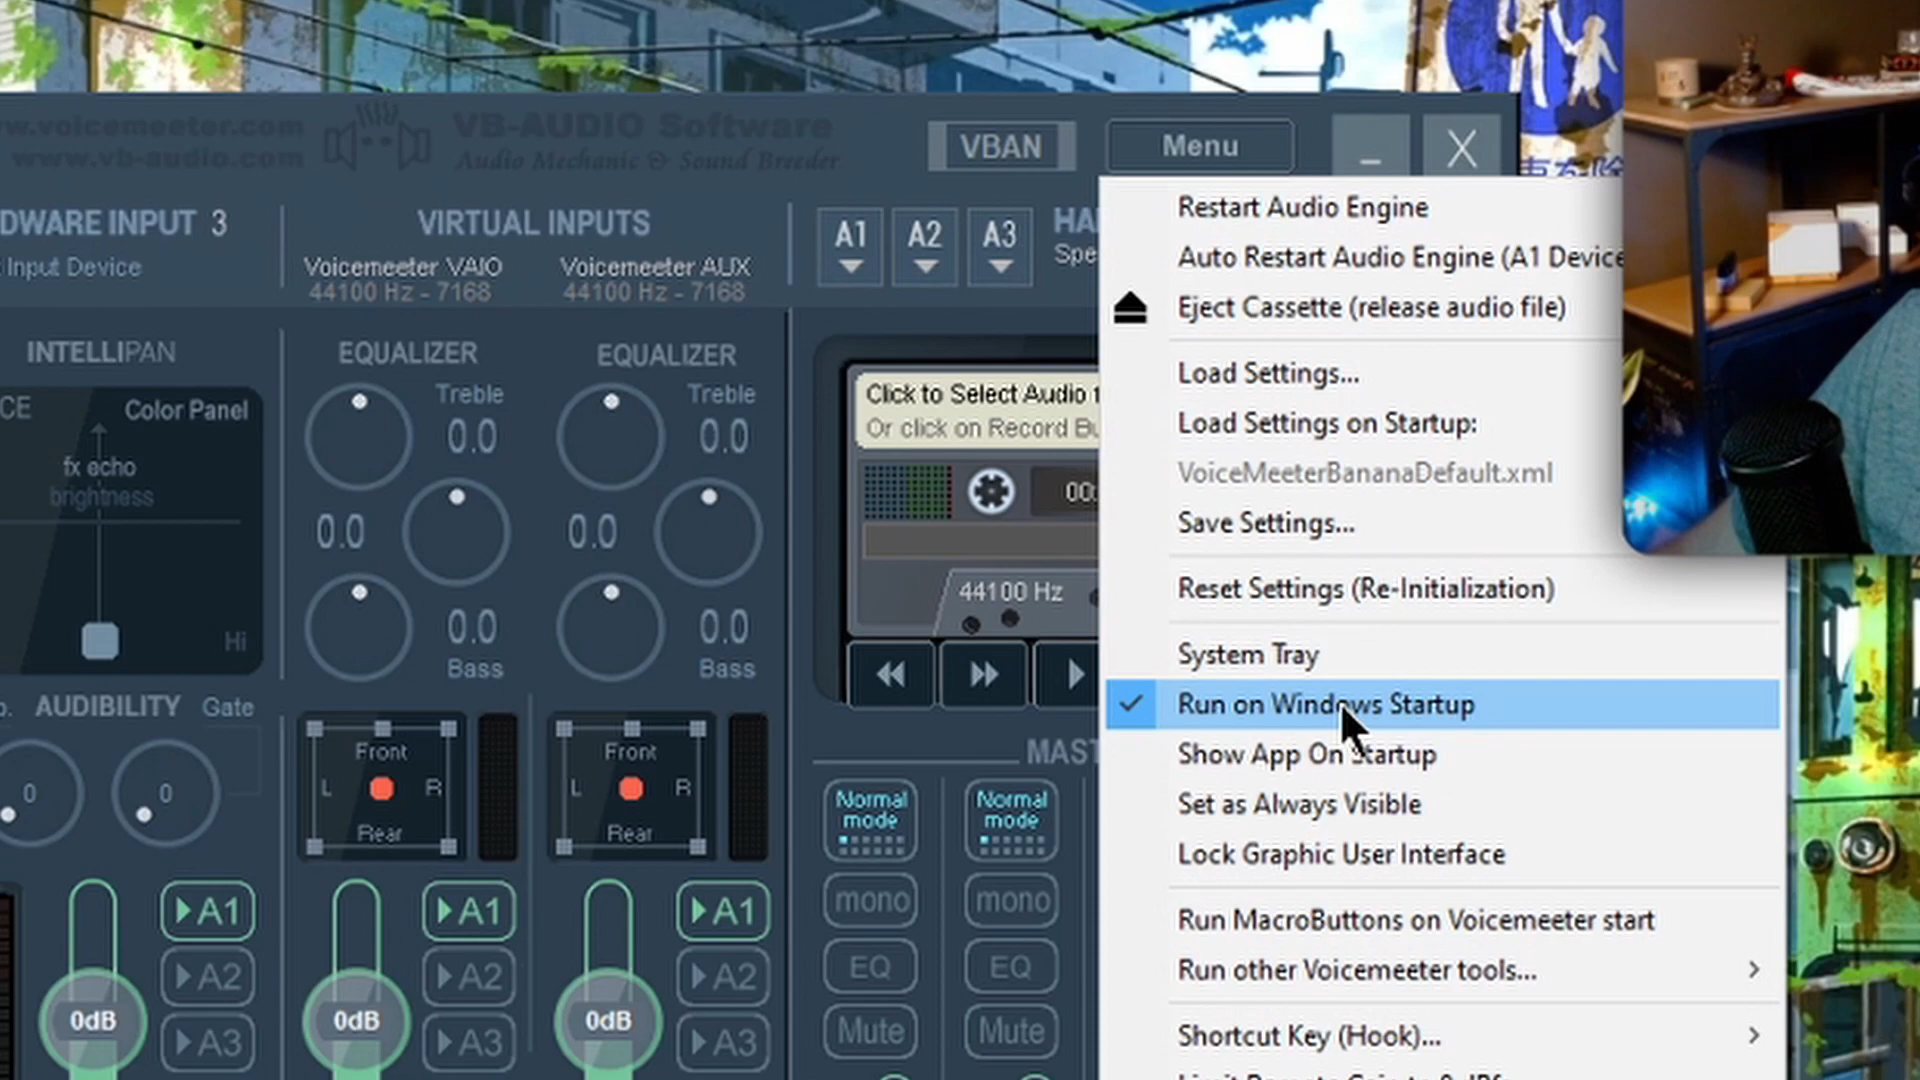 www.voicemeeter.com
www.vb-audio.com
VB-AUDIO Software
Audio Mechanic & Sound Breeder
VBAN
Menu
X
DWARE INPUT 3
Input Device
VIRTUAL INPUTS
Voicemeeter VAIO
44100 Hz - 7168
Voicemeeter AUX
44100 Hz - 7168
A1
A2
A3
HA
Spe
INTELLIPAN
CE
Color Panel
fx echo
brightness
Hi
EQUALIZER
Treble
0.0
0.0
0.0
Bass
EQUALIZER
Treble
0.0
0.0
0.0
Bass
Click to Select Audio
Or click on Record Bu
00:
44100 Hz
AUDIBILITY
Gate
0
0
Front
L
R
Rear
Front
L
R
Rear
MAST
Normal
mode
Normal
mode
mono
mono
EQ
EQ
Mute
Mute
A1
A2
A3
0dB
A1
A2
A3
0dB
A1
A2
A3
0dB
Restart Audio Engine
Auto Restart Audio Engine (A1 Device
Eject Cassette (release audio file)
Load Settings...
Load Settings on Startup:
VoiceMeeterBananaDefault.xml
Save Settings...
Reset Settings (Re-Initialization)
System Tray
Run on Windows Startup
Show App On Startup
Set as Always Visible
Lock Graphic User Interface
Run MacroButtons on Voicemeeter start
Run other Voicemeeter tools...
Shortcut Key (Hook)...